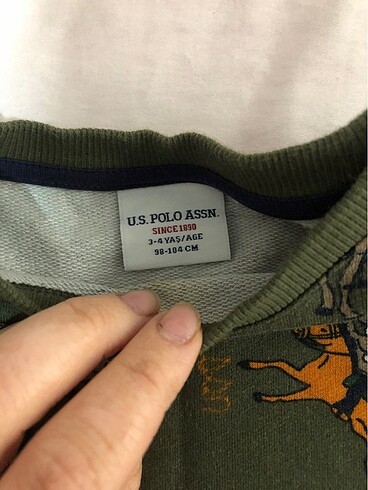 U.S. POLO ASSN.
SINCE 1890
3-4 YAŞ/AGE
98-104 CM